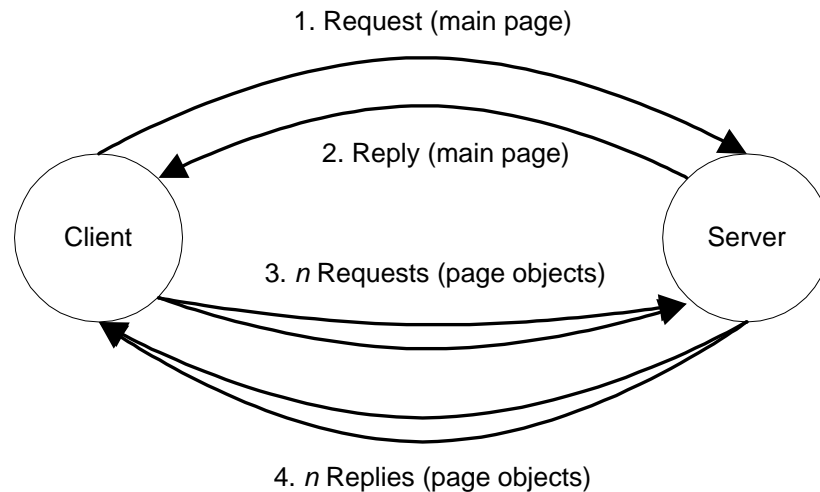 1. Request (main page)
2. Reply (main page)
Client
Server
3. n Requests (page objects)
4. n Replies (page objects)